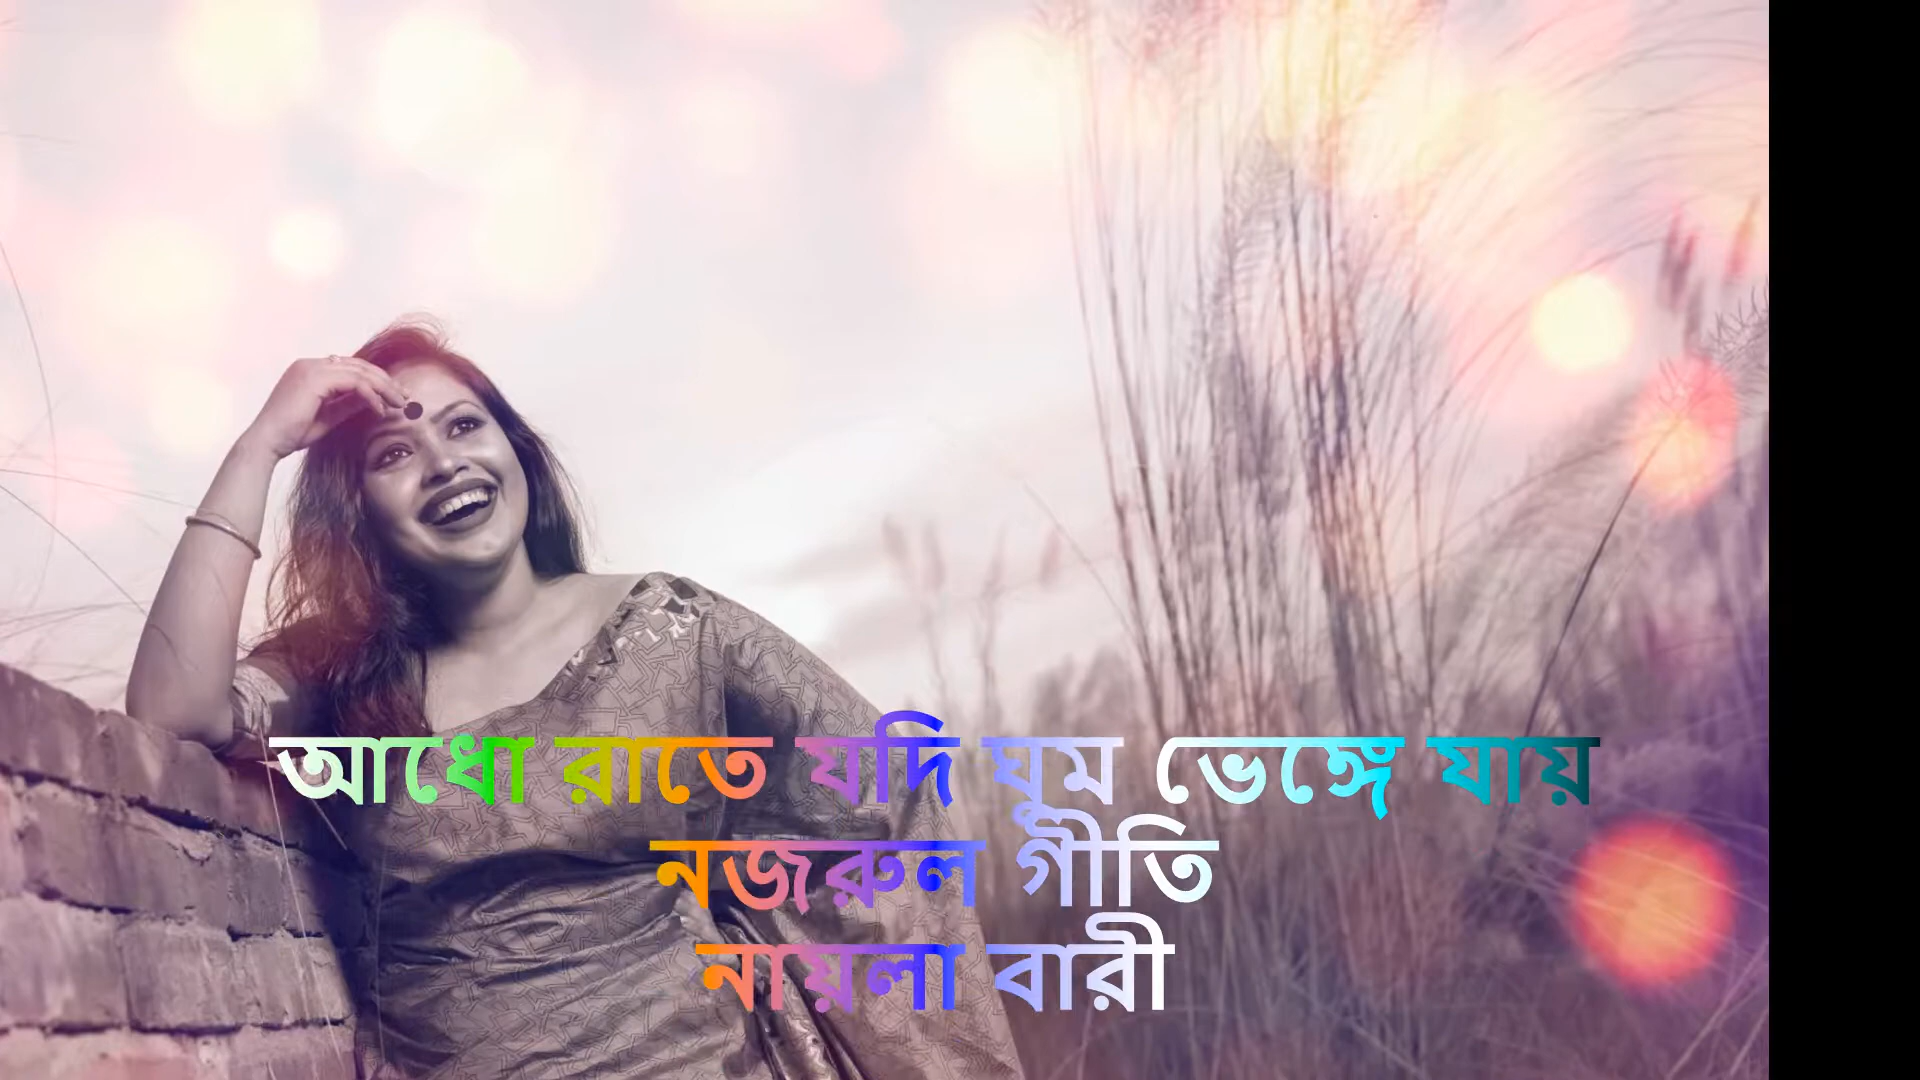 আধো রাতে যদি ঘুম ভেঙ্গে যায়
নজরুল গীতি
নায়লা বারী